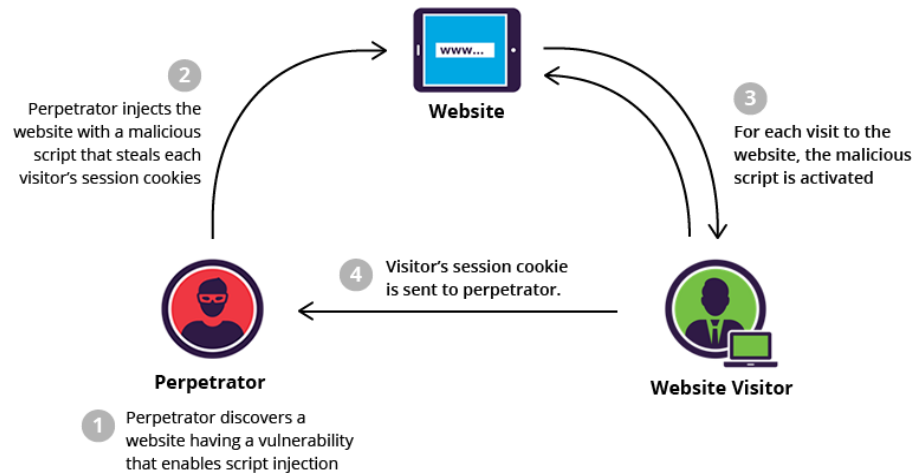 www...
Website
2
Perpetrator injects the
website with a malicious
script that steals each
visitor's session cookies
3
For each visit to the
website, the malicious
script is activated
4
Visitor's session cookie
is sent to perpetrator.
Perpetrator
Website Visitor
1
Perpetrator discovers a
website having a vulnerability
that enables script injection